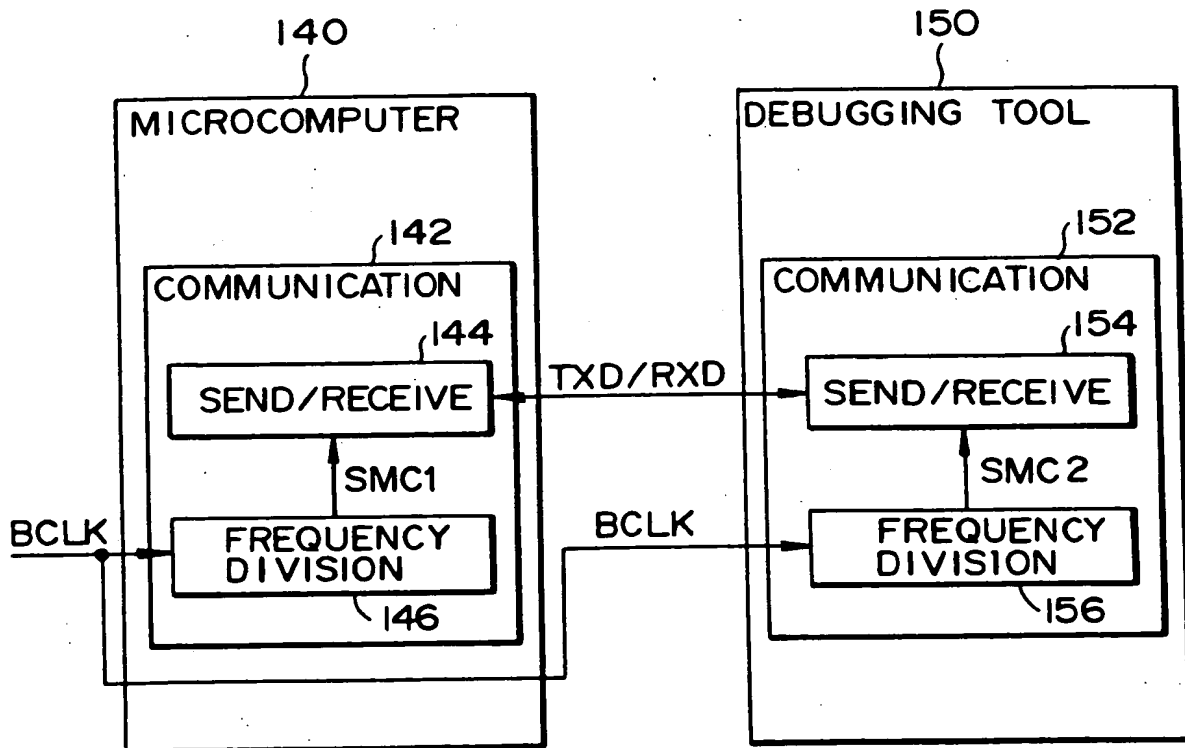 140
150
MICROCOMPUTER
DEBUGGING TOOL
142
152
COMMUNICATION
COMMUNICATION
144
154
SEND/RECEIVE
TXD/RXD
SEND/RECEIVE
SMC1
SMC2
BCLK
FREQUENCY
DIVISION
BCLK
FREQUENCY
DIVISION
146
156